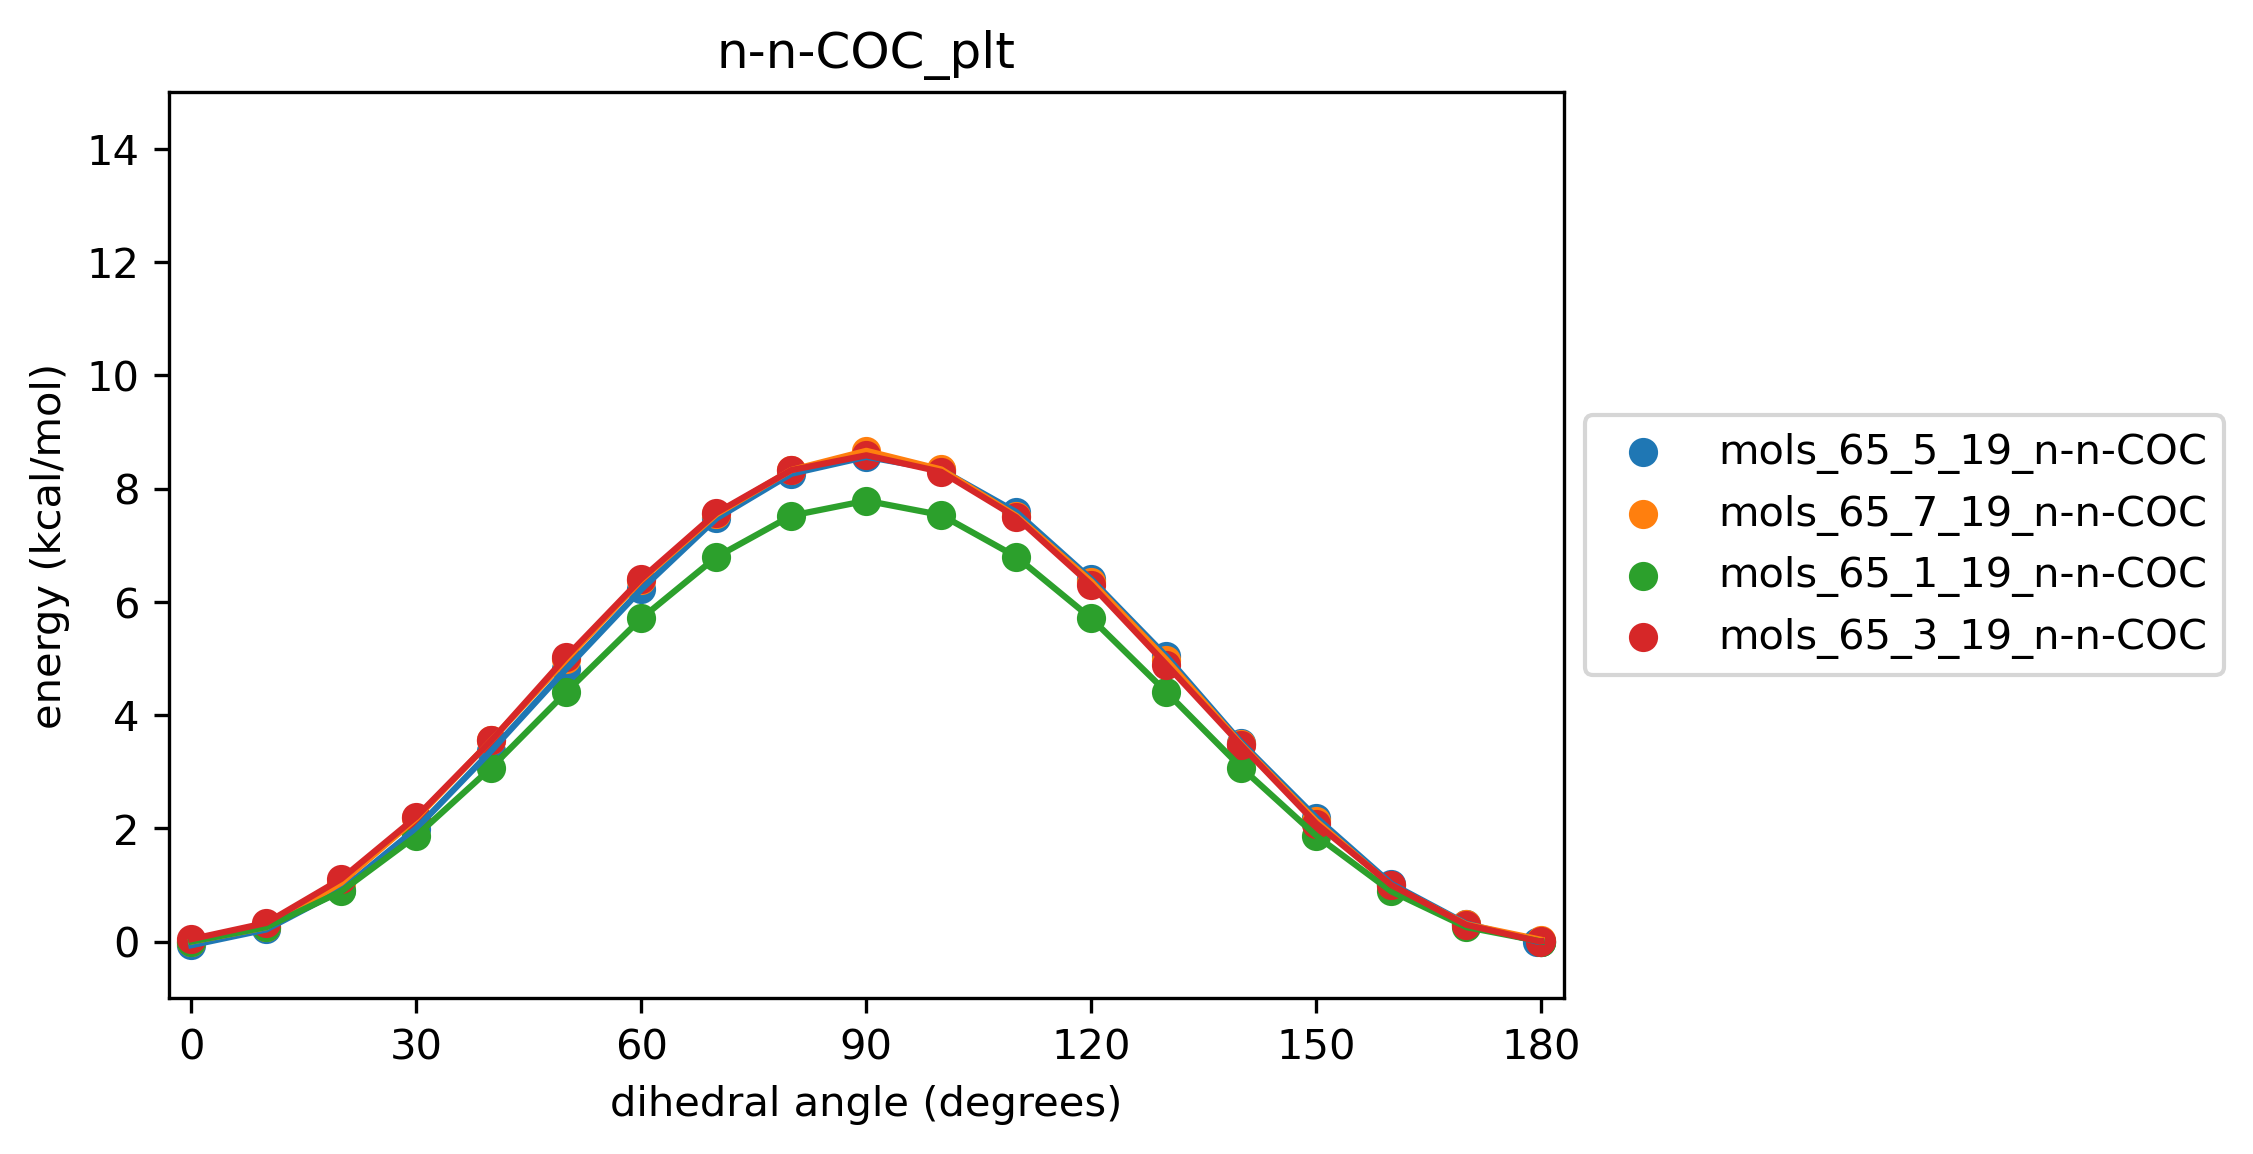 n-n-COC_plt
14
12
10
8
6
4
2
0
energy (kcal/mol)
0 30 60 90 120 150 180
dihedral angle (degrees)
mols_65_5_19_n-n-COC
mols_65_7_19_n-n-COC
mols_65_1_19_n-n-COC
mols_65_3_19_n-n-COC